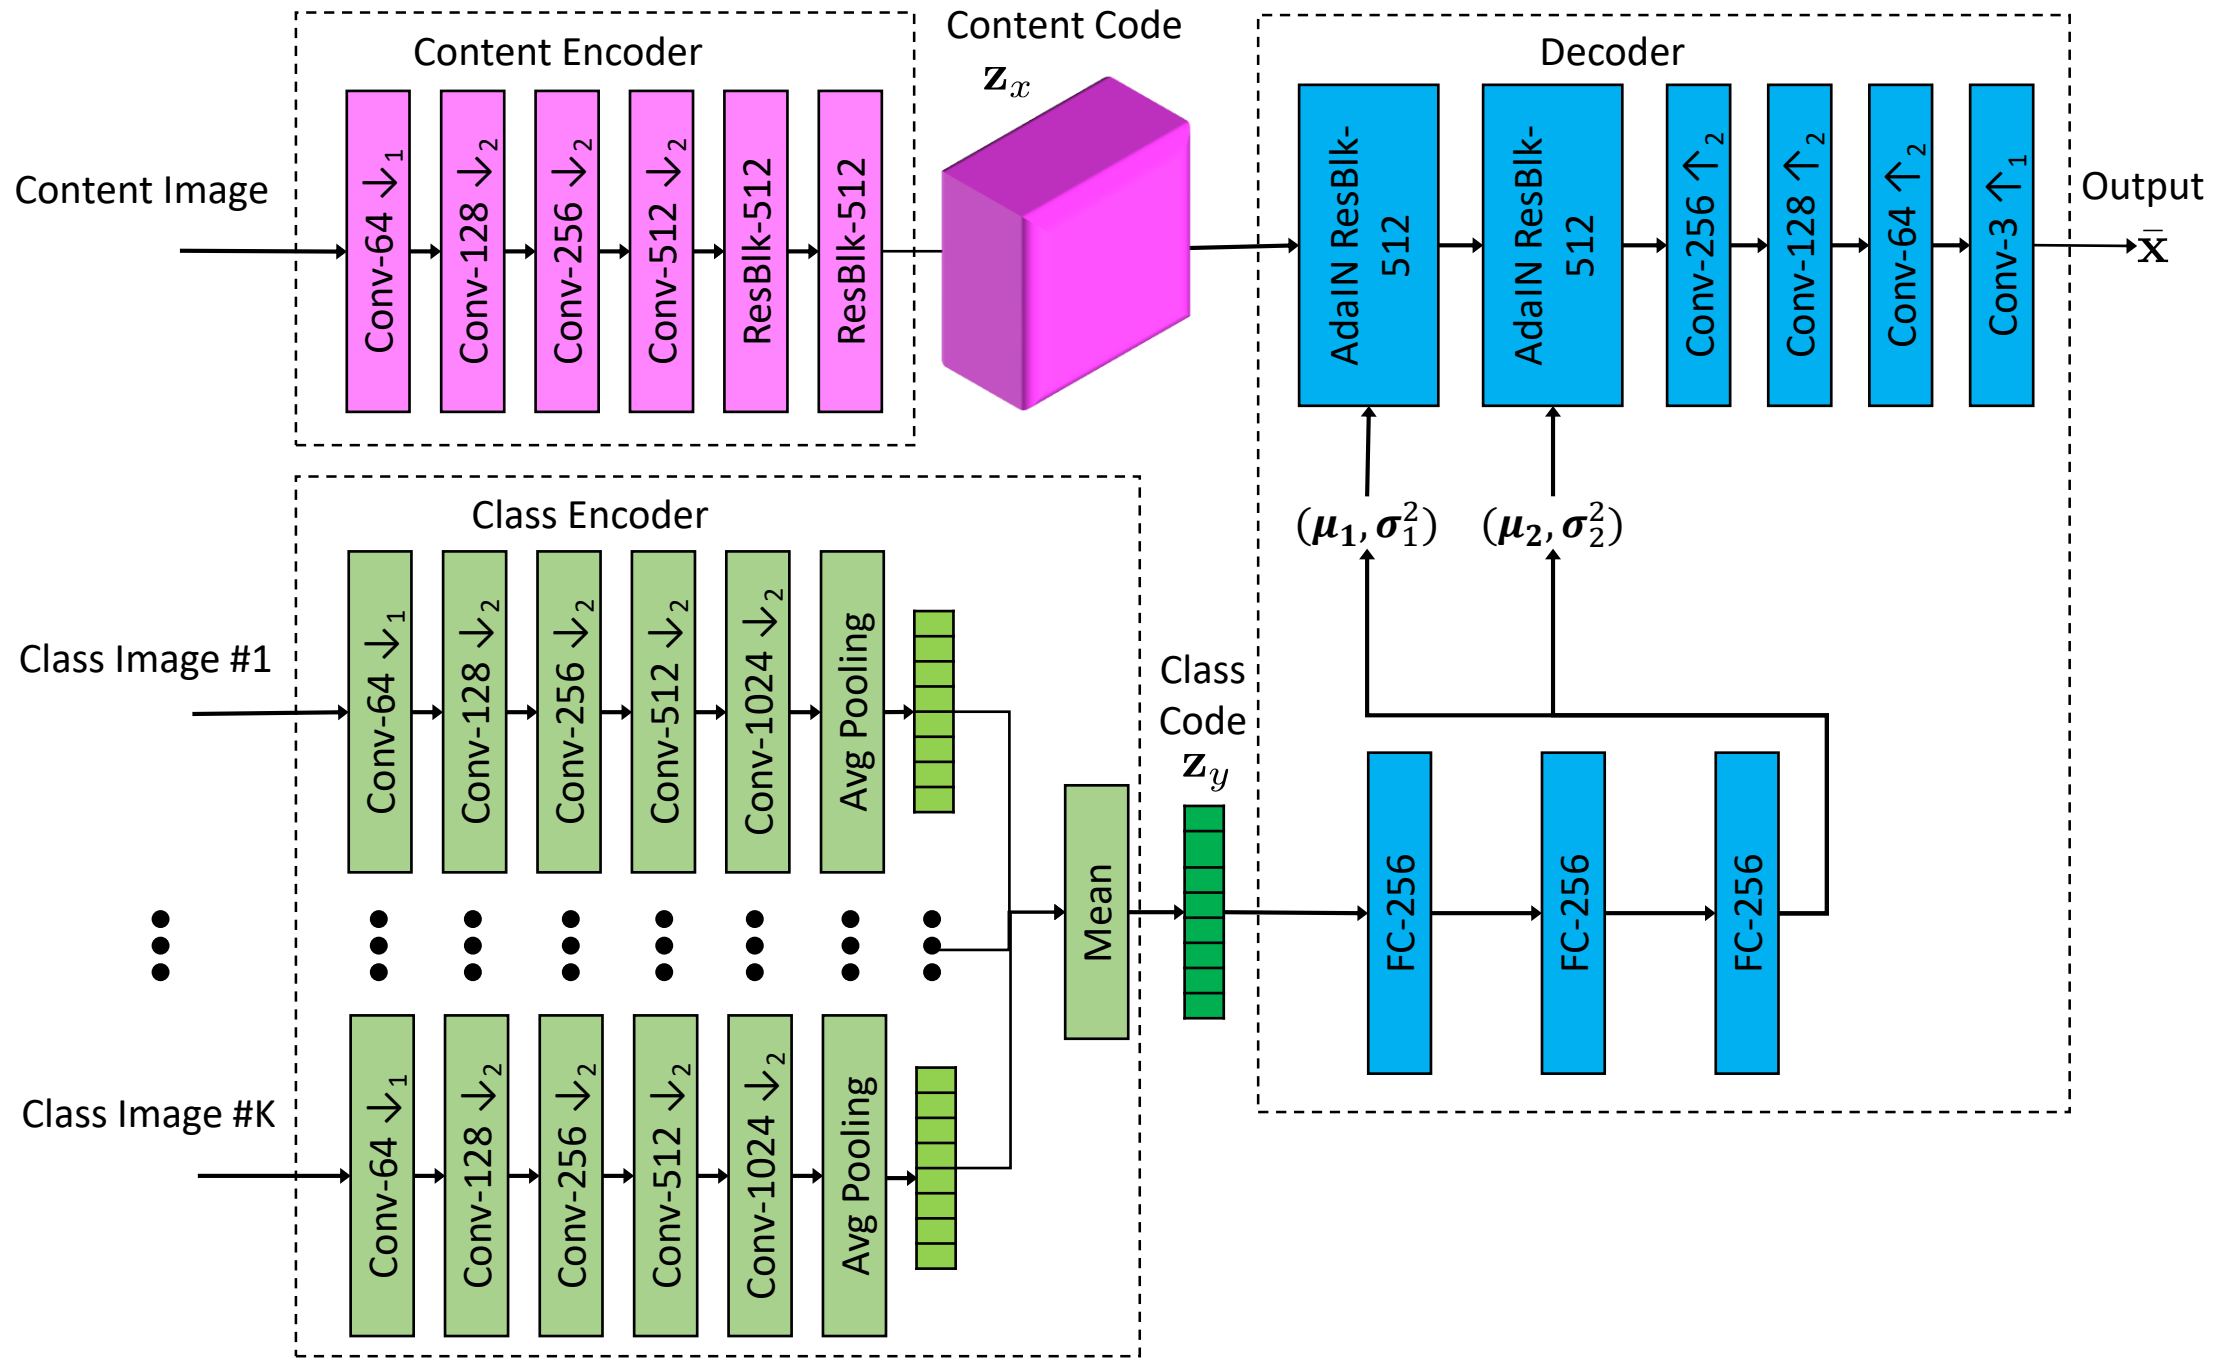 Content Encoder
Content Image
Conv-64 ↓₁
Conv-128 ↓₂
Conv-256 ↓₂
Conv-512 ↓₂
ResBlk-512
ResBlk-512
Content Code
𝐳ₓ
Decoder
AdaIN ResBlk-
512
AdaIN ResBlk-
512
Conv-256 ↑₂
Conv-128 ↑₂
Conv-64 ↑₂
Conv-3 ↑₁
Output
x̄
(μ₁, σ₁²)
(μ₂, σ₂²)
Class Encoder
Class Image #1
Conv-64 ↓₁
Conv-128 ↓₂
Conv-256 ↓₂
Conv-512 ↓₂
Conv-1024 ↓₂
Avg Pooling
Class Image #K
Conv-64 ↓₁
Conv-128 ↓₂
Conv-256 ↓₂
Conv-512 ↓₂
Conv-1024 ↓₂
Avg Pooling
Mean
Class
Code
𝐳_y
FC-256
FC-256
FC-256